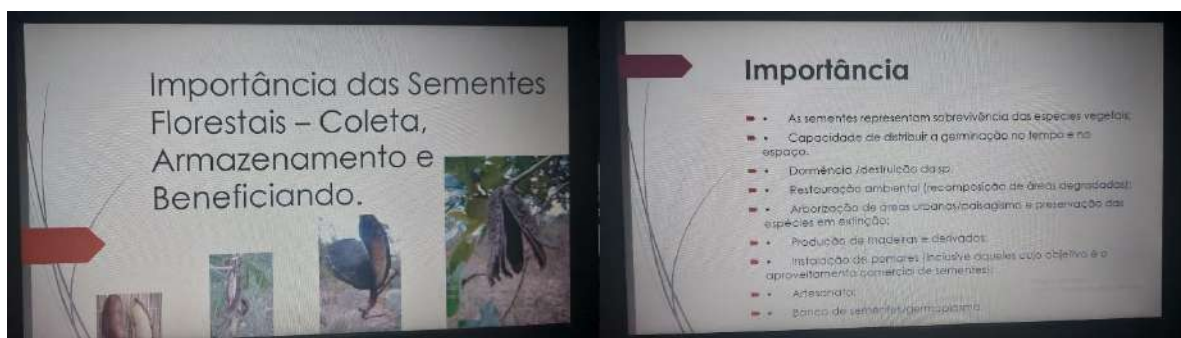 Importância das Sementes
Florestais – Coleta,
Armazenamento e
Beneficiando.
Importância
• As sementes representam sobrevivência das espécies vegetais;
• Capacidade de distribuir a germinação no tempo e no
espaço.
• Dormência /destruição da sp.
• Restauração ambiental (recomposição de áreas degradadas);
• Arborização de áreas urbanas/paisagismo e preservação das
espécies em extinção;
• Produção de madeiras e derivados;
• Instalação de pomares (inclusive aqueles cujo objetivo é o
aproveitamento comercial de sementes);
• Artesanato;
• Banco de sementes/germoplasma